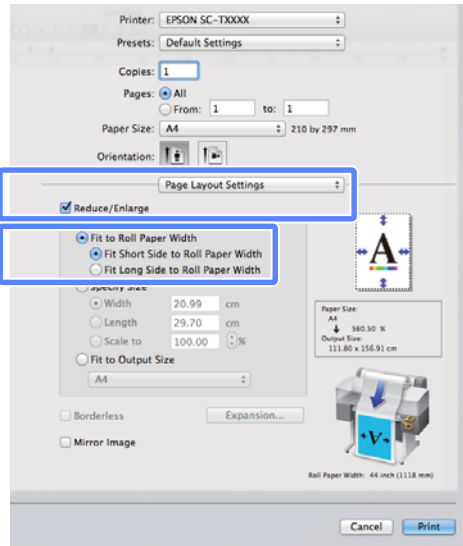 Printer: EPSON SC-TXXXX
Presets: Default Settings
Copies: 1
Pages: All
From: 1 to: 1
Paper Size: A4 210 by 297 mm
Orientation:
Page Layout Settings
Reduce/Enlarge
Fit to Roll Paper Width
Fit Short Side to Roll Paper Width
Fit Long Side to Roll Paper Width
Specify Size
Width 20.99 cm
Length 29.70 cm
Scale to 100.00 %
Fit to Output Size
A4
Borderless Expansion...
Mirror Image
A
Paper Size:
A4
560.50 %
Output Size:
111.80 x 156.91 cm
V
Roll Paper Width: 44 inch (1118 mm)
Cancel Print